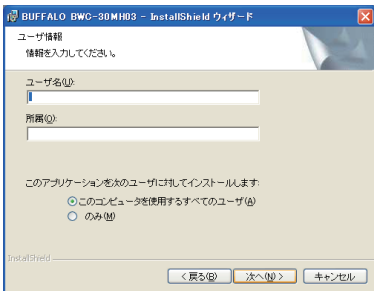 BUFFALO BWC-30MH03 - InstallShield ウィザード
ユーザ情報
情報を入力してください。
ユーザ名(U):
所属(O):
このアプリケーションを次のユーザに対してインストールします:
このコンピュータを使用するすべてのユーザ(A)
のみ(M)
InstallShield
< 戻る(B)
次へ(N) >
キャンセル